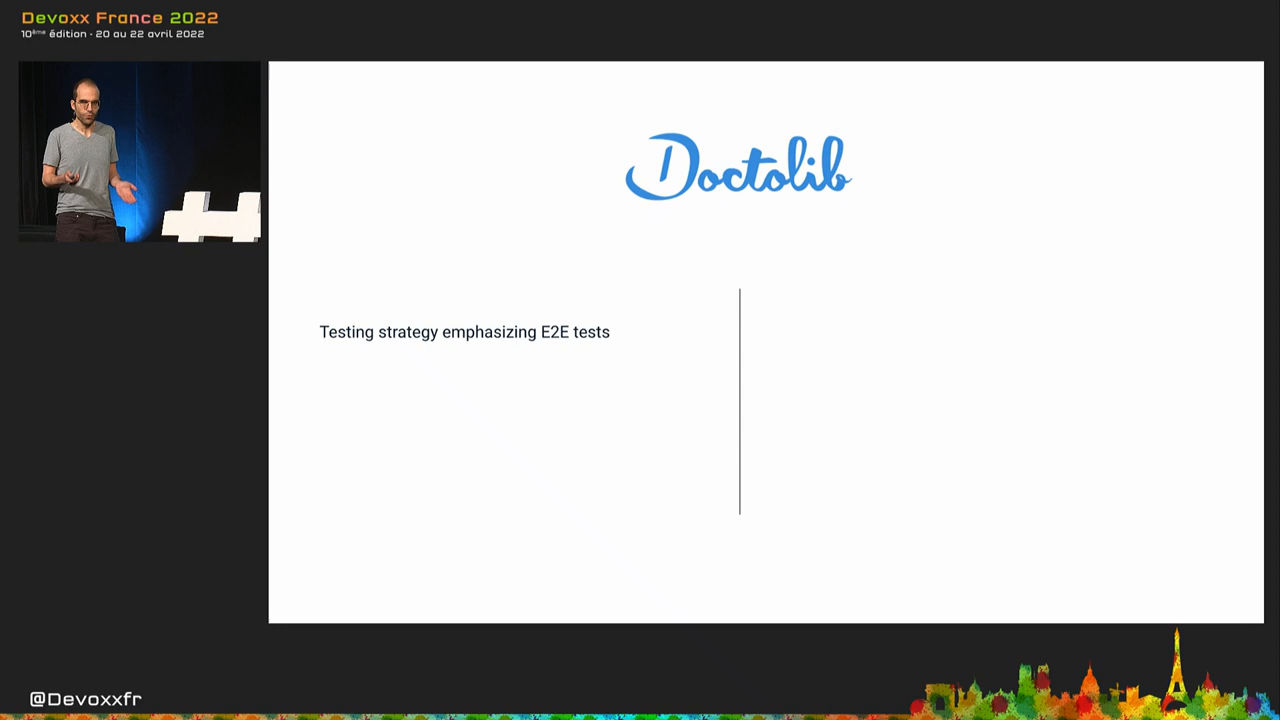 Devoxx France 2022
10ème édition - 20 au 22 avril 2022
Doctolib
Testing strategy emphasizing E2E tests
@Devoxxfr